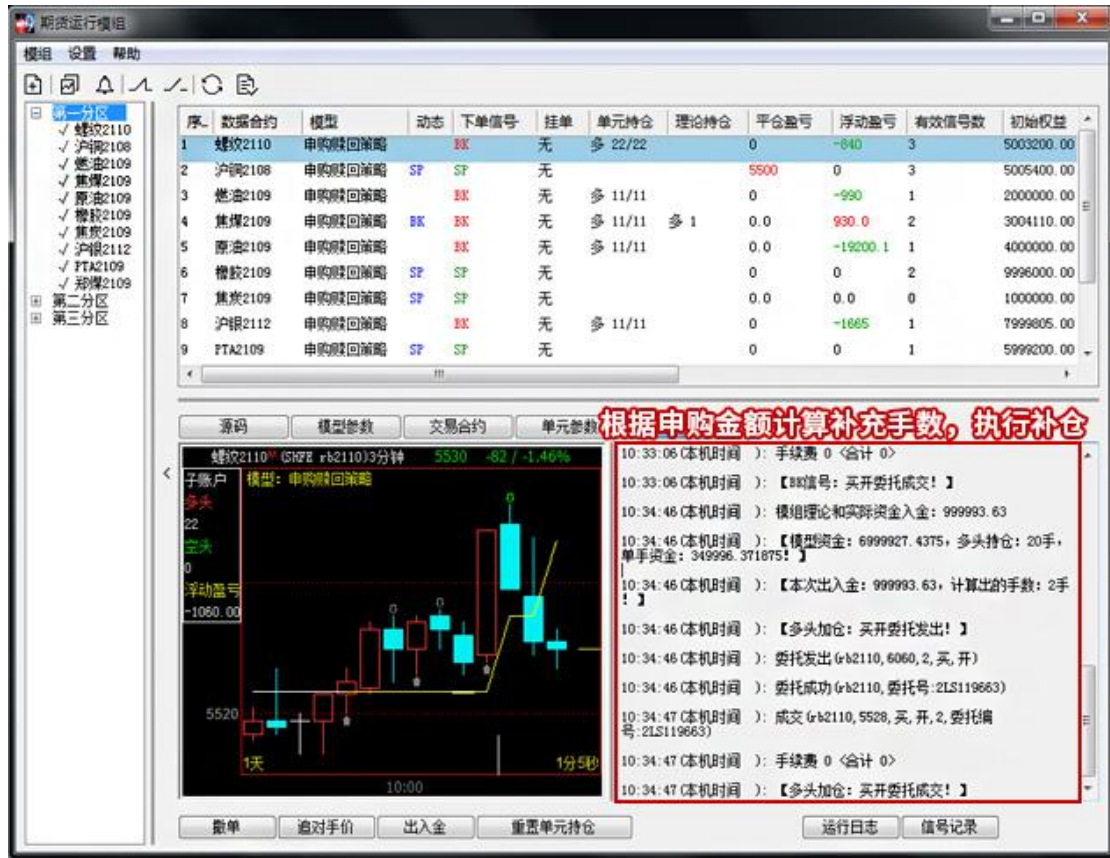 期货运行模组
模组 设置 帮助
第一分区
√ 螺纹2110
√ 沪铜2108
√ 燃油2109
√ 焦煤2109
√ 原油2109
√ 橡胶2109
√ 焦炭2109
√ 沪银2112
√ PTA2109
√ 郑煤2109
第二分区
第三分区
序_ 数据合约 模型 动态 下单信号 挂单 单元持仓 理论持仓 平仓盈亏 浮动盈亏 有效信号数 初始权益
1 螺纹2110 申购赎回策略 BK 无 多 22/22 0 -840 3 5003200.00
2 沪铜2108 申购赎回策略 SP SP 无 5500 0 3 5005400.00
3 燃油2109 申购赎回策略 BK 无 多 11/11 0 -990 1 2000000.00
4 焦煤2109 申购赎回策略 BK BK 无 多 11/11 多 1 0.0 930.0 2 3004110.00
5 原油2109 申购赎回策略 BK 无 多 11/11 0.0 -19200.1 1 4000000.00
6 橡胶2109 申购赎回策略 SP SP 无 0 0 2 9996000.00
7 焦炭2109 申购赎回策略 SP SP 无 0.0 0.0 0 1000000.00
8 沪银2112 申购赎回策略 BK 无 多 11/11 0 -1665 1 7999805.00
9 PTA2109 申购赎回策略 SP SP 无 0 0 1 5999200.00
源码 模型参数 交易合约 单元参数
根据申购金额计算补充手数，执行补仓
螺纹2110 (SHFE rb2110)3分钟 5530 -82 / -1.46%
子账户 模型：申购赎回策略
多头
22
空头
0
浮动盈亏
-1060.00
5520
1天 1分5秒
10:00
10:33:06(本机时间 ): 手续费 0 <合计 0>
10:33:06(本机时间 ): 【BK信号：买开委托成交！】
10:34:46(本机时间 ): 模组理论和实际资金入金: 999993.63
10:34:46(本机时间 ): 【模型资金: 6999927.4375, 多头持仓: 20手,
单手资金: 349996.371875! 】
10:34:46(本机时间 ): 【本次出入金: 999993.63, 计算出的手数: 2手
！】
10:34:46(本机时间 ): 【多头加仓: 买开委托发出！】
10:34:46(本机时间 ): 委托发出(rb2110,6060,2,买,开)
10:34:46(本机时间 ): 委托成功(rb2110,委托号:2LS119663)
10:34:47(本机时间 ): 成交(rb2110,5528,买,开,2,委托编
号:2LS119663)
10:34:47(本机时间 ): 手续费 0 <合计 0>
10:34:47(本机时间 ): 【多头加仓: 买开委托成交！】
撤单 追对手价 出入金 重置单元持仓 运行日志 信号记录